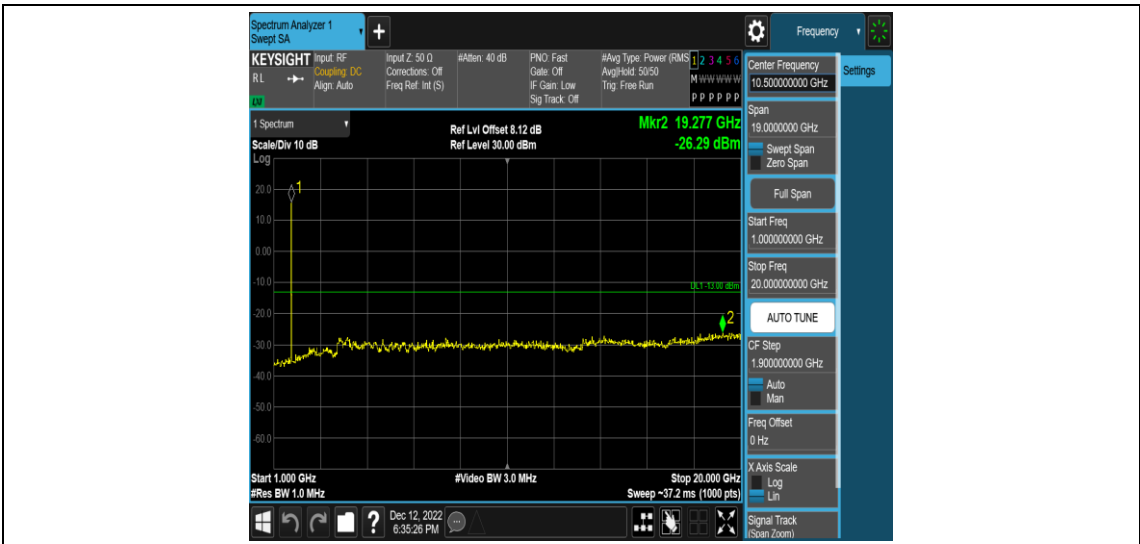 Spectrum Analyzer 1
Swept SA
+
Frequency
KEYSIGHT
RL
LXI
Input: RF
Coupling: DC
Align: Auto
Input Z: 50 Ω
Corrections: Off
Freq Ref: Int (S)
#Atten: 40 dB
PNO: Fast
Gate: Off
IF Gain: Low
Sig Track: Off
#Avg Type: Power (RMS
Avg|Hold: 50/50
Trig: Free Run
1 2 3 4 5 6
M W W W W W
P P P P P P
1 Spectrum
Scale/Div 10 dB
Ref Lvl Offset 8.12 dB
Ref Level 30.00 dBm
Mkr2 19.277 GHz
-26.29 dBm
Log
20.0
10.0
0.00
-10.0
-20.0
-30.0
-40.0
-50.0
-60.0
1
DL1 -13.00 dBm
2
Start 1.000 GHz
#Res BW 1.0 MHz
#Video BW 3.0 MHz
Stop 20.000 GHz
Sweep ~37.2 ms (1000 pts)
?
Dec 12, 2022
6:35:26 PM
Center Frequency
10.500000000 GHz
Settings
Span
19.0000000 GHz
Swept Span
Zero Span
Full Span
Start Freq
1.000000000 GHz
Stop Freq
20.000000000 GHz
AUTO TUNE
CF Step
1.900000000 GHz
Auto
Man
Freq Offset
0 Hz
X Axis Scale
Log
Lin
Signal Track
(Span Zoom)